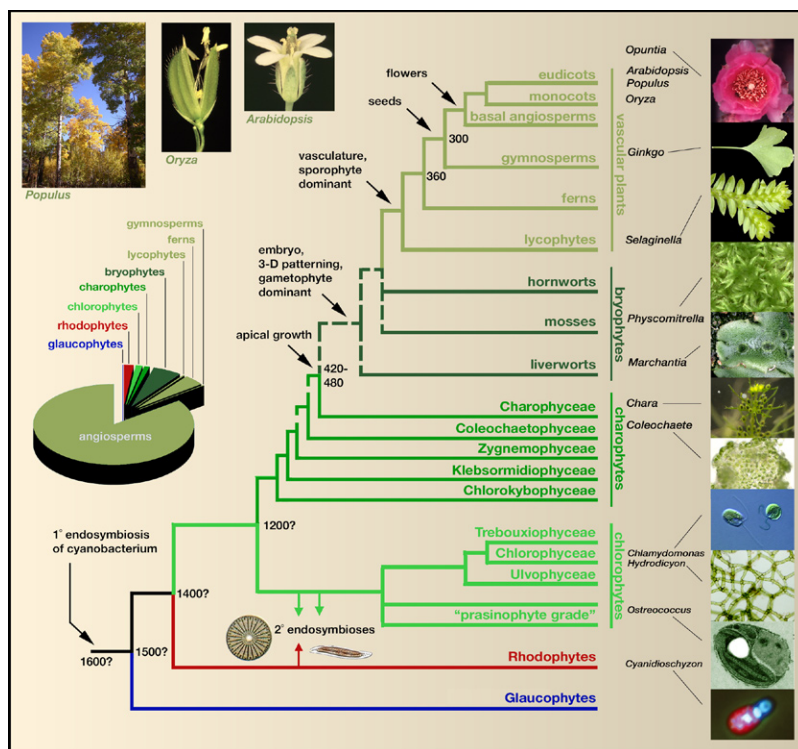 Populus
Oryza
Arabidopsis
flowers
seeds
vasculature,
sporophyte
dominant
embryo,
3-D patterning,
gametophyte
dominant
apical growth
300
360
420-
480
eudicots
monocots
basal angiosperms
gymnosperms
ferns
lycophytes
vascular plants
hornworts
mosses
liverworts
bryophytes
Charophyceae
Coleochaetophyceae
Zygnemophyceae
Klebsormidiophyceae
Chlorokybophyceae
charophytes
Trebouxiophyceae
Chlorophyceae
Ulvophyceae
"prasinophyte grade"
chlorophytes
Rhodophytes
Glaucophytes
Opuntia
Arabidopsis
Populus
Oryza
Ginkgo
Selaginella
Physcomitrella
Marchantia
Chara
Coleochaete
Chlamydomonas
Hydrodicyon
Ostreococcus
Cyanidioschyzon
gymnosperms
ferns
lycophytes
bryophytes
charophytes
chlorophytes
rhodophytes
glaucophytes
angiosperms
1° endosymbiosis
of cyanobacterium
1200?
1400?
1500?
1600?
2° endosymbioses